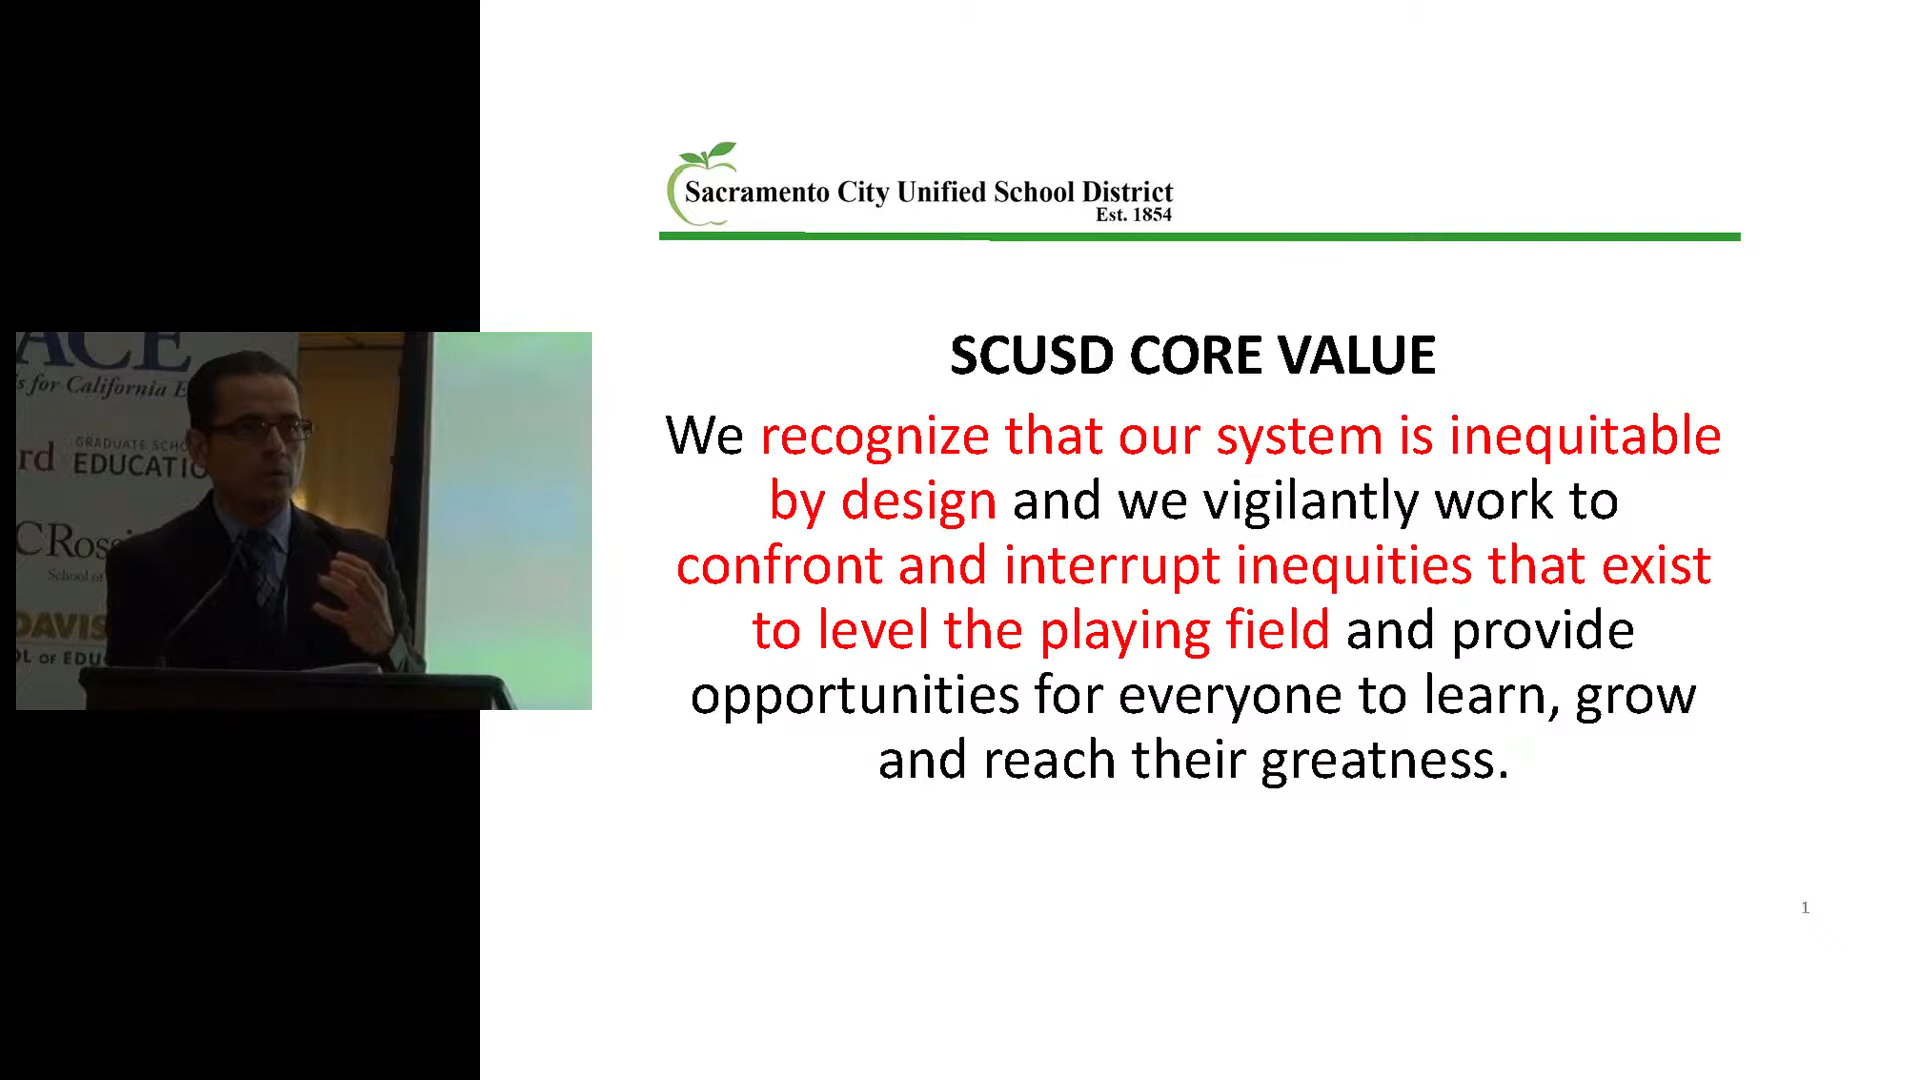 Sacramento City Unified School District
Est. 1854
SCUSD CORE VALUE
We recognize that our system is inequitable
by design and we vigilantly work to
confront and interrupt inequities that exist
to level the playing field and provide
opportunities for everyone to learn, grow
and reach their greatness.
1
ACE
is for California E
rd GRADUATE SCHO
EDUCATIO
C Ross
School of
DAVIS
OL OF EDU